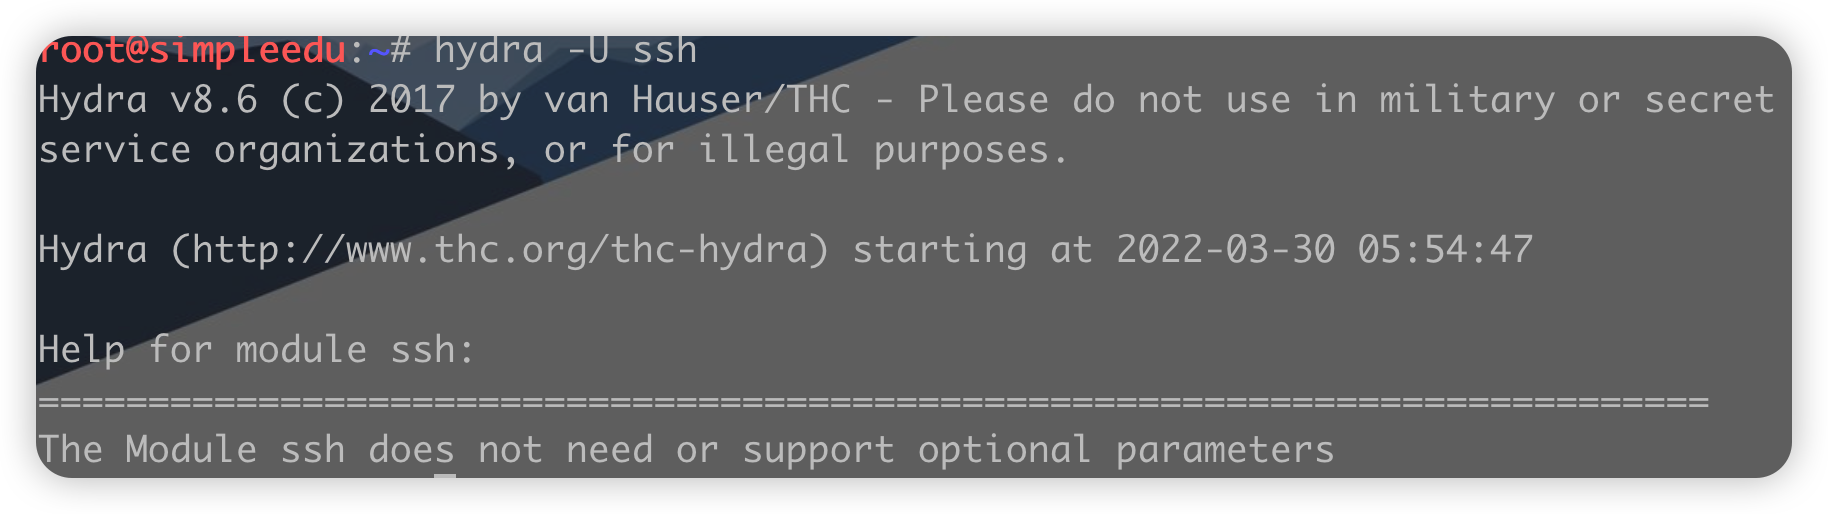 root@simpleedu:~# hydra -U ssh
Hydra v8.6 (c) 2017 by van Hauser/THC - Please do not use in military or secret
service organizations, or for illegal purposes.
Hydra (http://www.thc.org/thc-hydra) starting at 2022-03-30 05:54:47
Help for module ssh:
============================================================================
The Module ssh does not need or support optional parameters